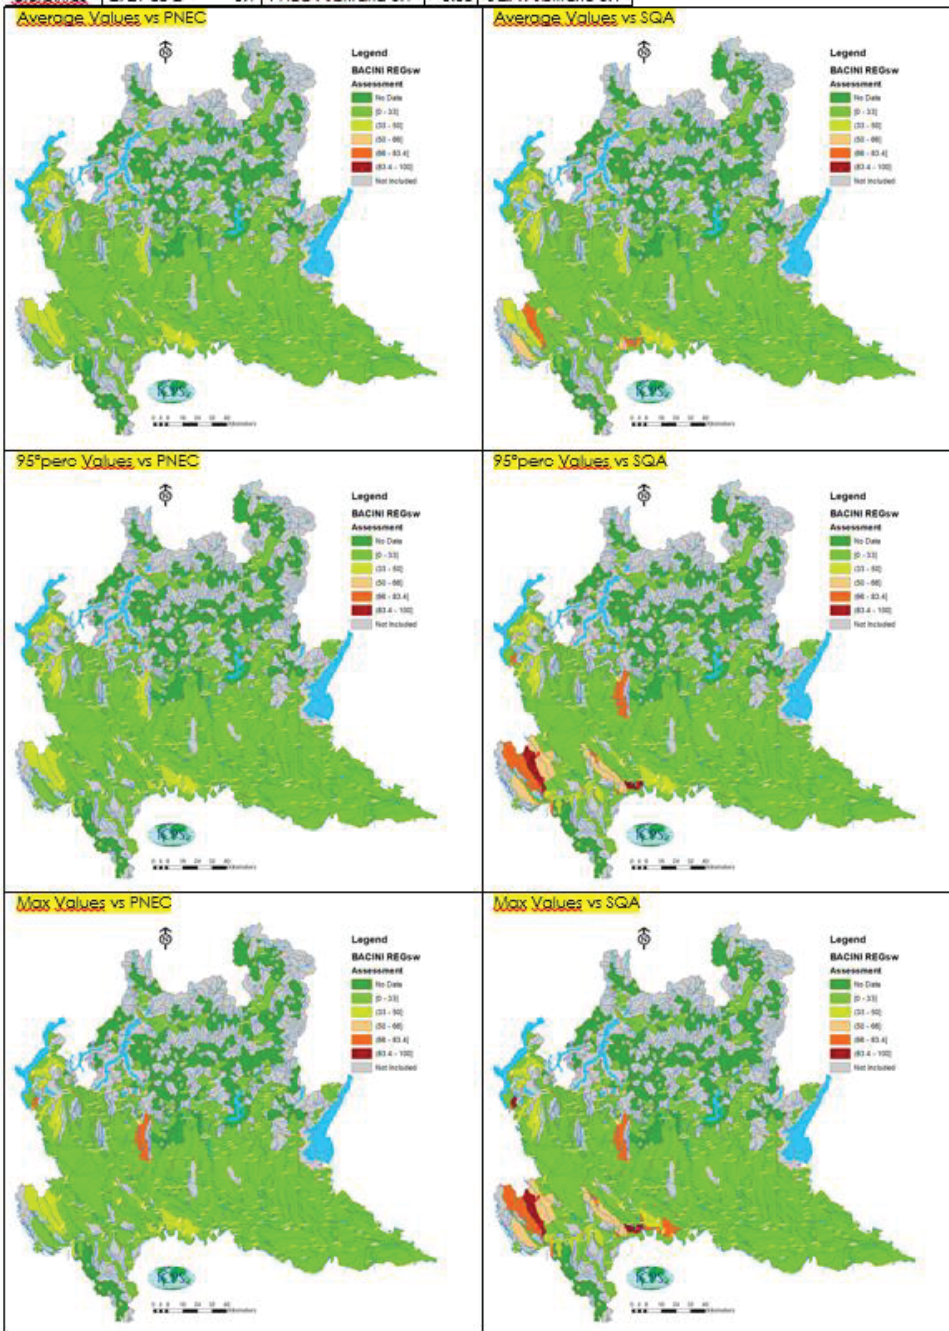 Average Values vs PNEC
Average Values vs SQA
Legend
BACINI REGsw
Assessment
No Data
[0 - 33]
(33 - 50]
(50 - 66]
(66 - 83.4]
(83.4 - 100]
Not Included
Legend
BACINI REGsw
Assessment
No Data
[0 - 33]
(33 - 50]
(50 - 66]
(66 - 83.4]
(83.4 - 100]
Not Included
95°perc Values vs PNEC
95°perc Values vs SQA
Legend
BACINI REGsw
Assessment
No Data
[0 - 33]
(33 - 50]
(50 - 66]
(66 - 83.4]
(83.4 - 100]
Not Included
Legend
BACINI REGsw
Assessment
No Data
[0 - 33]
(33 - 50]
(50 - 66]
(66 - 83.4]
(83.4 - 100]
Not Included
Max Values vs PNEC
Max Values vs SQA
Legend
BACINI REGsw
Assessment
No Data
[0 - 33]
(33 - 50]
(50 - 66]
(66 - 83.4]
(83.4 - 100]
Not Included
Legend
BACINI REGsw
Assessment
No Data
[0 - 33]
(33 - 50]
(50 - 66]
(66 - 83.4]
(83.4 - 100]
Not Included